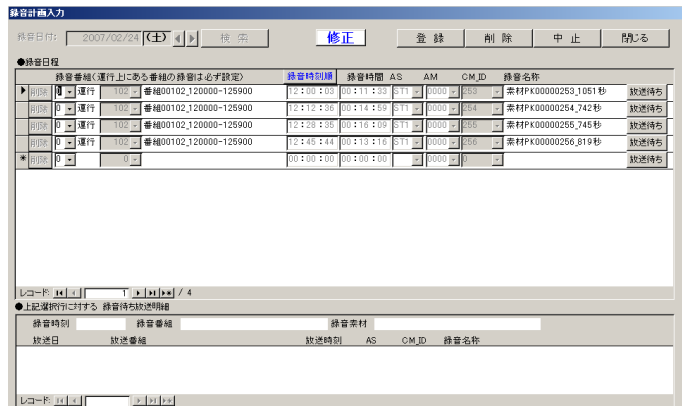 録音計画入力
録音日付: 2007/02/24 (土) 検 索 修正 登 録 削 除 中 止 閉じる
●録音日程
録音番組(運行上にある番組の録音は必ず設定) 録音時刻順 録音時間 AS AM CM_ID 録音名称
削除 0 運行 102 番組00102_120000-125900 12:00:03 00:11:33 ST1 0000 253 素材PK00000253_1051秒 放送待ち
削除 0 運行 102 番組00102_120000-125900 12:12:36 00:14:59 ST1 0000 254 素材PK00000254_742秒 放送待ち
削除 0 運行 102 番組00102_120000-125900 12:28:35 00:16:09 ST1 0000 255 素材PK00000255_745秒 放送待ち
削除 0 運行 102 番組00102_120000-125900 12:45:44 00:13:16 ST1 0000 256 素材PK00000256_819秒 放送待ち
* 削除 0 0 00:00:00 00:00:00 0000 0 放送待ち
レコード: 1 / 4
●上記選択行に対する 録音待ち放送明細
録音時刻 録音番組 録音素材
放送日 放送番組 放送時刻 AS CM_ID 録音名称
レコード: